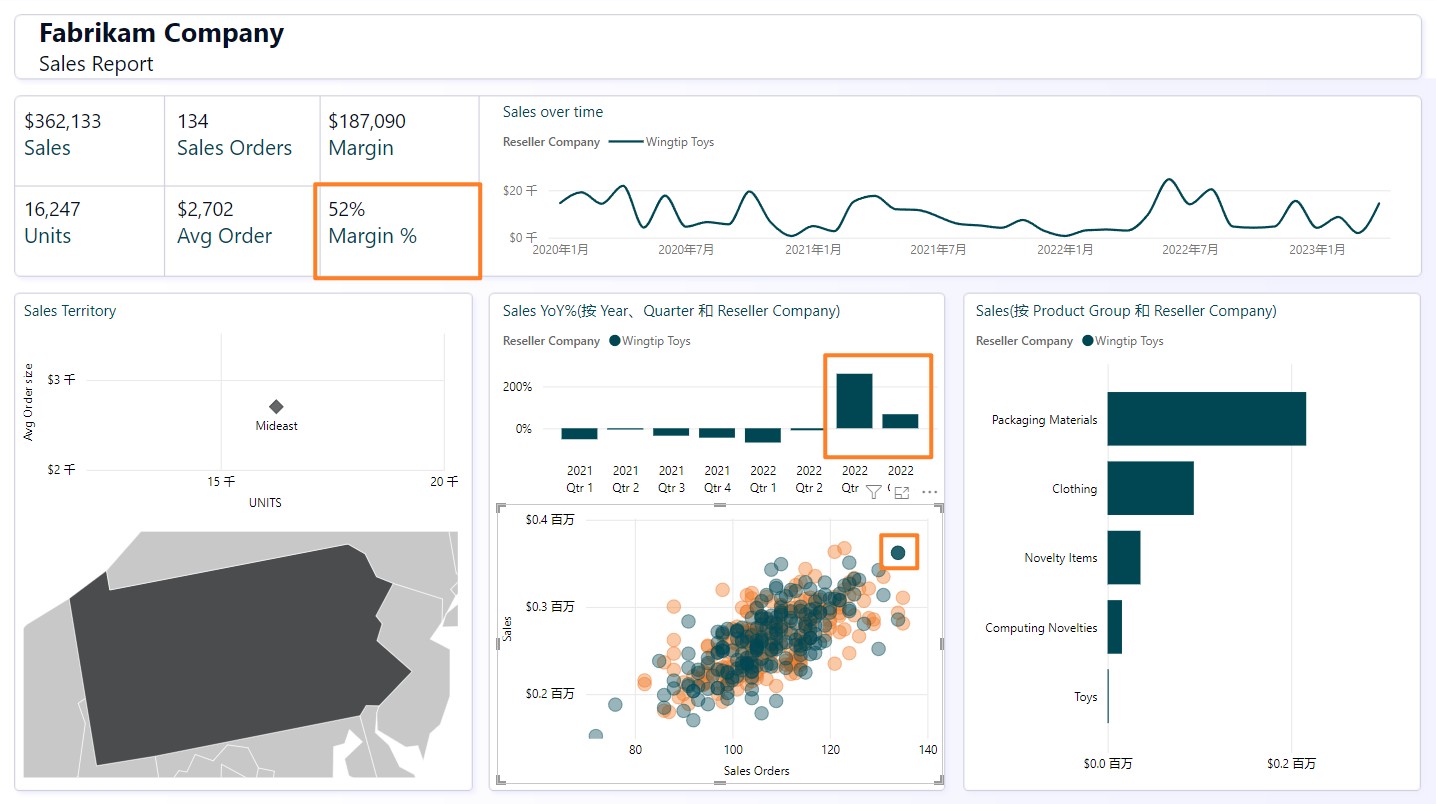 Fabrikam Company
Sales Report
$362,133
Sales
134
Sales Orders
$187,090
Margin
16,247
Units
$2,702
Avg Order
52%
Margin %
Sales over time
Reseller Company Wingtip Toys
$20 千
$0 千
2020年1月 2020年7月 2021年1月 2021年7月 2022年1月 2022年7月 2023年1月
Sales Territory
Avg Order size
$3 千
$2 千
Mideast
15 千 20 千
UNITS
Sales YoY%(按 Year、Quarter 和 Reseller Company)
Reseller Company Wingtip Toys
200%
0%
2021 2021 2021 2021 2022 2022 2022 2022
Qtr 1 Qtr 2 Qtr 3 Qtr 4 Qtr 1 Qtr 2 Qtr
$0.4 百万
$0.3 百万
$0.2 百万
Sales
80 100 120 140
Sales Orders
Sales(按 Product Group 和 Reseller Company)
Reseller Company Wingtip Toys
Packaging Materials
Clothing
Novelty Items
Computing Novelties
Toys
$0.0 百万 $0.2 百万